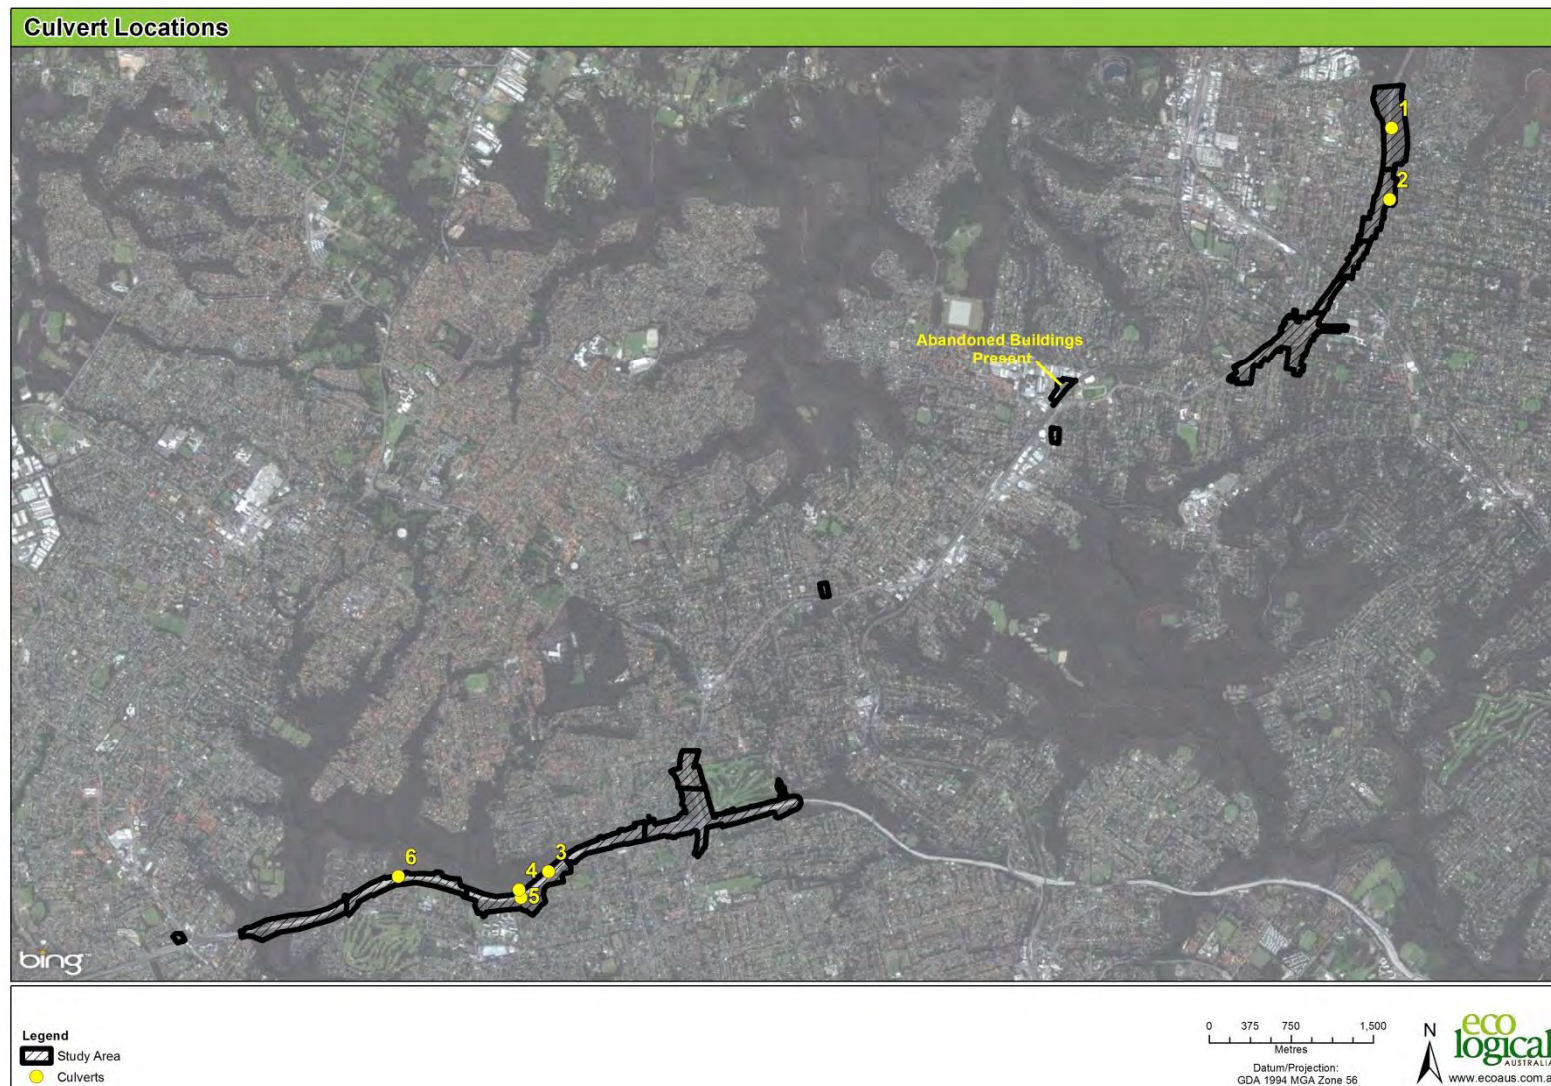 Culvert Locations
1
2
Abandoned Buildings
Present
3
4
5
6
bing
Legend
Study Area
Culverts
0 375 750 1,500
Metres
Datum/Projection:
GDA 1994 MGA Zone 56
N
eco
logical
AUSTRALIA
www.ecoaus.com.a